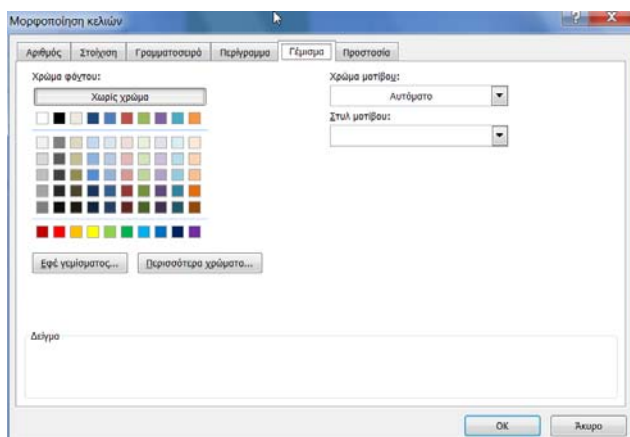 Μορφοποίηση κελιών
Αριθμός Στοίχιση Γραμματοσειρά Περίγραμμα Γέμισμα Προστασία
Χρώμα φόντου:
Χωρίς χρώμα
Εφέ γεμίσματος... Περισσότερα χρώματα...
Χρώμα μοτίβου:
Αυτόματο
Στυλ μοτίβου:
Δείγμα
OK Άκυρο